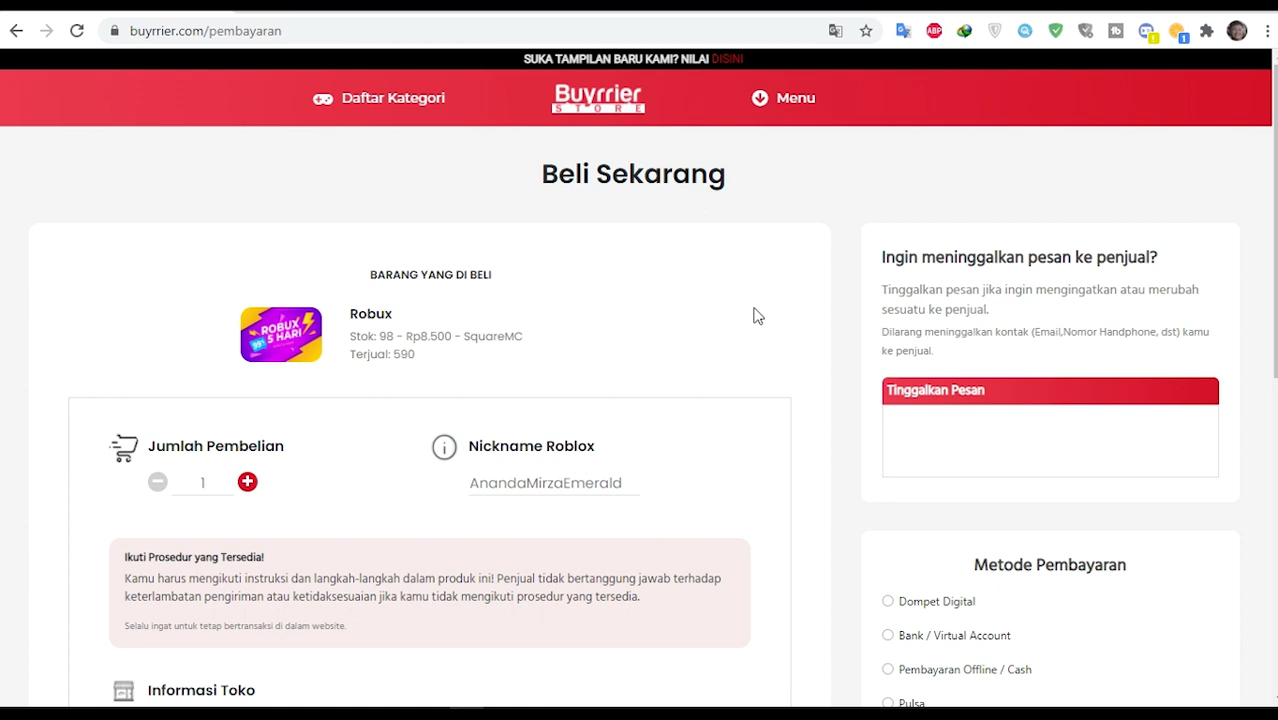 buyrrier.com/pembayaran
SUKA TAMPILAN BARU KAMI? NILAI DISINI
Daftar Kategori
Buyrrier
STORE
Menu
Beli Sekarang
BARANG YANG DI BELI
ROBUX
5 HARI
Robux
Stok: 98 - Rp8.500 - SquareMC
Terjual: 590
Jumlah Pembelian
1
Nickname Roblox
AnandaMirzaEmerald
Ikuti Prosedur yang Tersedia!
Kamu harus mengikuti instruksi dan langkah-langkah dalam produk ini! Penjual tidak bertanggung jawab terhadap
keterlambatan pengiriman atau ketidaksesuaian jika kamu tidak mengikuti prosedur yang tersedia.
Selalu ingat untuk tetap bertransaksi di dalam website.
Informasi Toko
Ingin meninggalkan pesan ke penjual?
Tinggalkan pesan jika ingin mengingatkan atau merubah
sesuatu ke penjual.
Dilarang meninggalkan kontak (Email,Nomor Handphone, dst) kamu
ke penjual.
Tinggalkan Pesan
Metode Pembayaran
Dompet Digital
Bank / Virtual Account
Pembayaran Offline / Cash
Pulsa